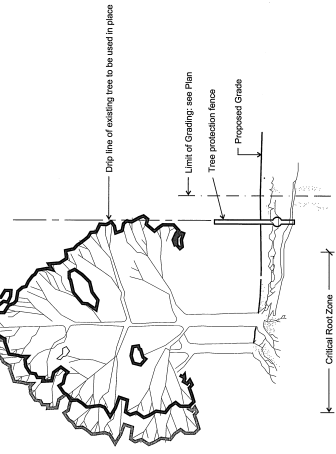 Drip line of existing tree to be used in place
Limit of Grading: see Plan
Tree protection fence
Proposed Grade
Critical Root Zone